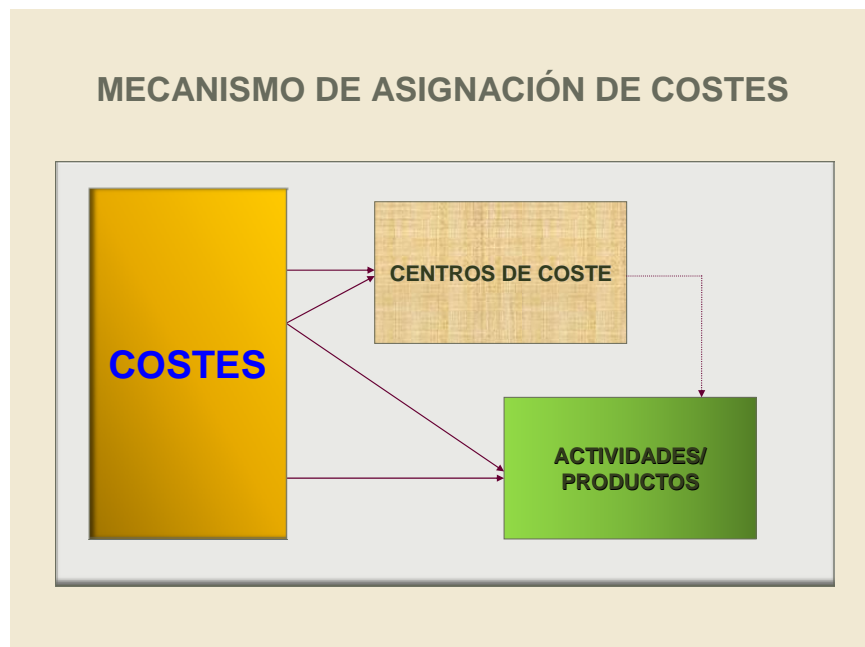 MECANISMO DE ASIGNACIÓN DE COSTES
CENTROS DE COSTE
COSTES
ACTIVIDADES/
PRODUCTOS